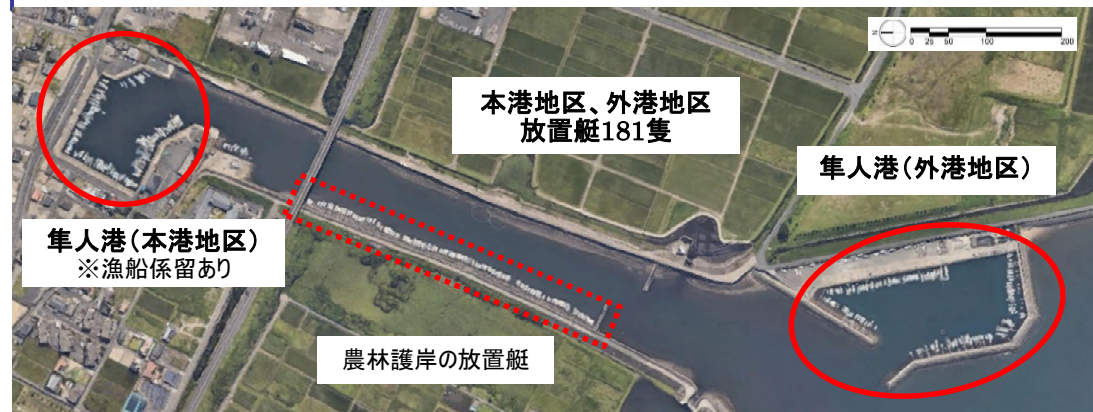 本港地区、外港地区
放置艇181隻
隼人港(外港地区)
隼人港(本港地区)
※漁船係留あり
農林護岸の放置艇
N
0 25 50 100 200